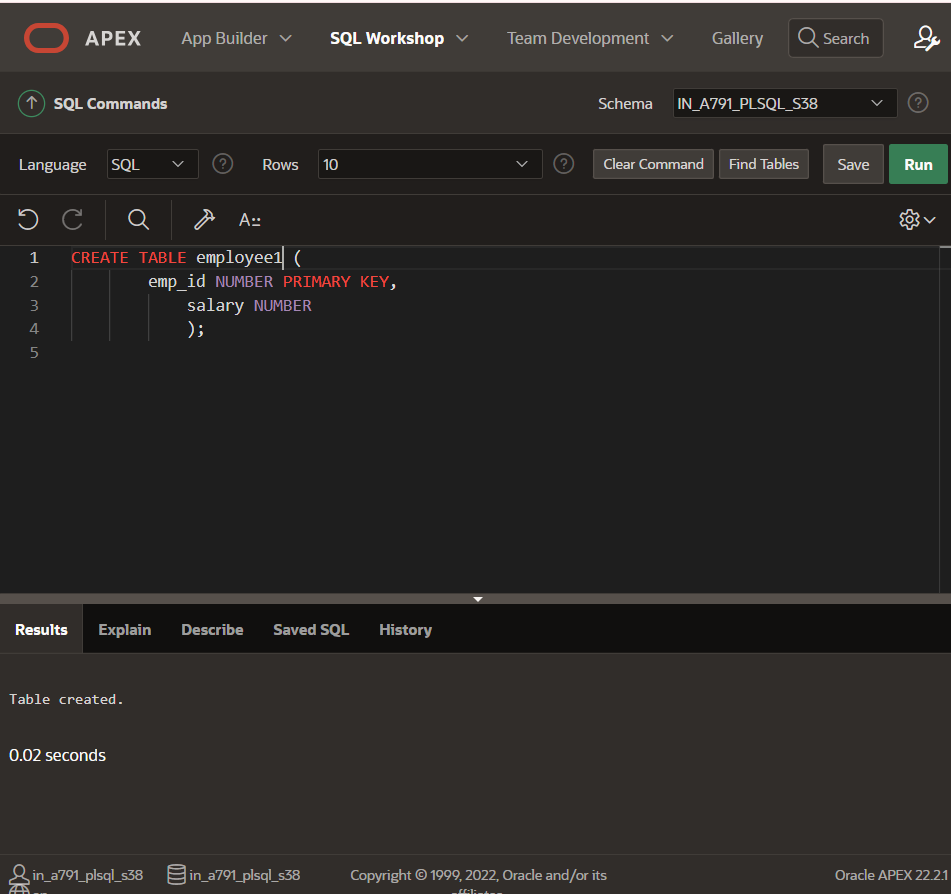 APEX App Builder SQL Workshop Team Development Gallery Search
SQL Commands Schema IN_A791_PLSQL_S38 ?
Language SQL ? Rows 10 ? Clear Command Find Tables Save Run
A::
1 CREATE TABLE employee1 (
2 emp_id NUMBER PRIMARY KEY,
3 salary NUMBER
4 );
5
Results Explain Describe Saved SQL History
Table created.
0.02 seconds
in_a791_plsql_s38 in_a791_plsql_s38 Copyright © 1999, 2022, Oracle and/or its Oracle APEX 22.2.1